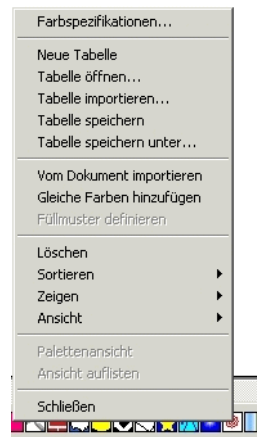 Farbspezifikationen...
Neue Tabelle
Tabelle öffnen...
Tabelle importieren...
Tabelle speichern
Tabelle speichern unter...
Vom Dokument importieren
Gleiche Farben hinzufügen
Füllmuster definieren
Löschen
Sortieren
Zeigen
Ansicht
Palettenansicht
Ansicht auflisten
Schließen